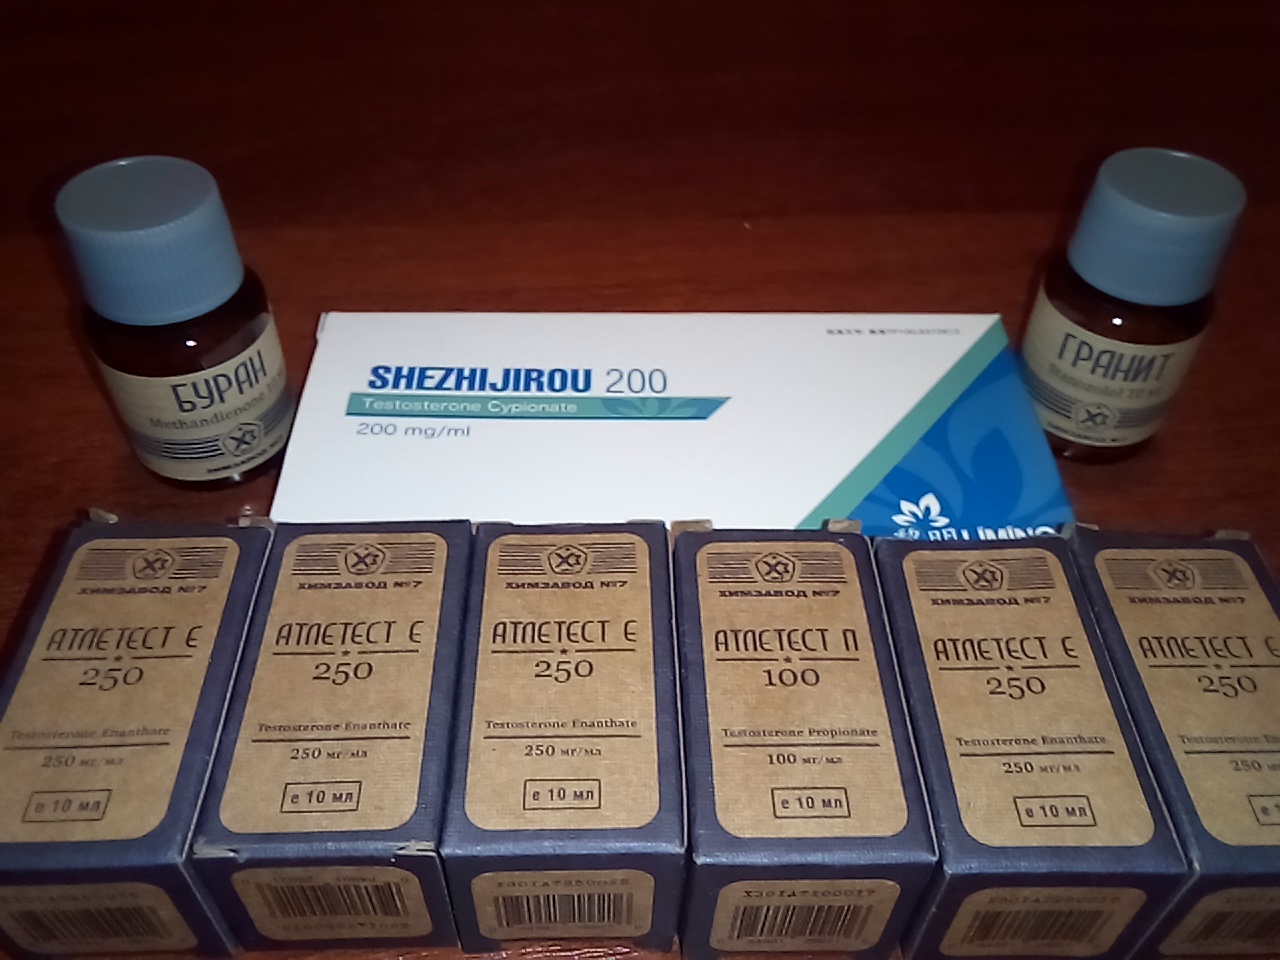 БУРАН
Methandienone
ХИМЗАВОД №7
SHEZHIJIROU 200
Testosterone Cypionate
200 mg/ml
ГРАНИТ
ХИМЗАВОД №7
АТЛЕТЕСТ Е
250
Testosterone Enanthate
250 мг/мл
е 10 мл
ХИМЗАВОД №7
АТЛЕТЕСТ Е
250
Testosterone Enanthate
250 мг/мл
е 10 мл
ХИМЗАВОД №7
АТЛЕТЕСТ Е
250
Testosterone Enanthate
250 мг/мл
е 10 мл
ХИМЗАВОД №7
АТЛЕТЕСТ П
100
Testosterone Propionate
100 мг/мл
е 10 мл
ХИМЗАВОД №7
АТЛЕТЕСТ Е
250
Testosterone Enanthate
250 мг/мл
е 10 мл
ХИМЗАВОД №7
АТЛЕТЕСТ Е
250
Testosterone
250